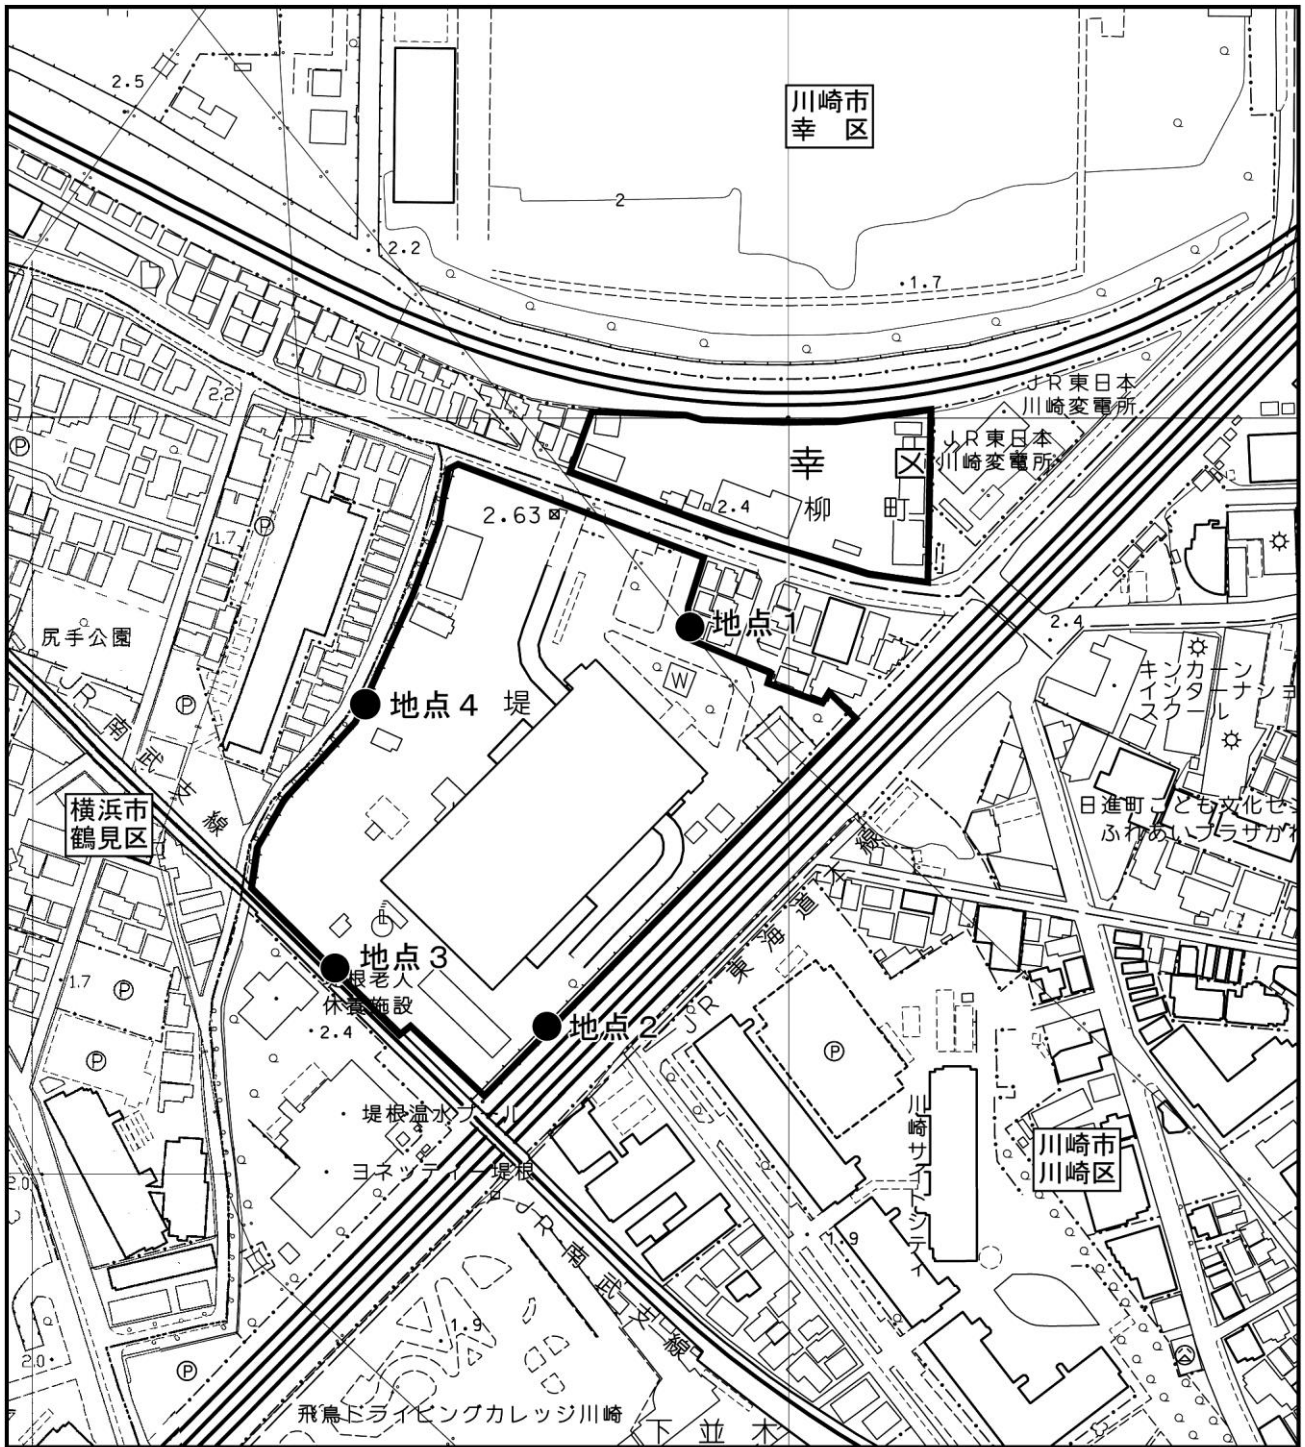 2.5
川崎市
幸 区
2
2.2
1.7
2
2.2
JR東日本
川崎変電所
JR東日本
川崎変電所
幸 区
柳 町
2.4
2.63
P
P
1.7
尻手公園
地点1
2.4
W
キンカーン
インターナショ
スクール
P
地点4
堤
JR南武支線
横浜市
鶴見区
日進町こども文化セン
ふれあいプラザかわ
JR東海道本線
地点3
根老人
休養施設
1.7
P
2.4
地点2
P
P
堤根温水プール
ヨネッティー堤根
川崎サイトシティ
川崎市
川崎区
2.0
JR南武支線
1.9
1.9
2.0
P
飛鳥ドライビングカレッジ川崎
下並木